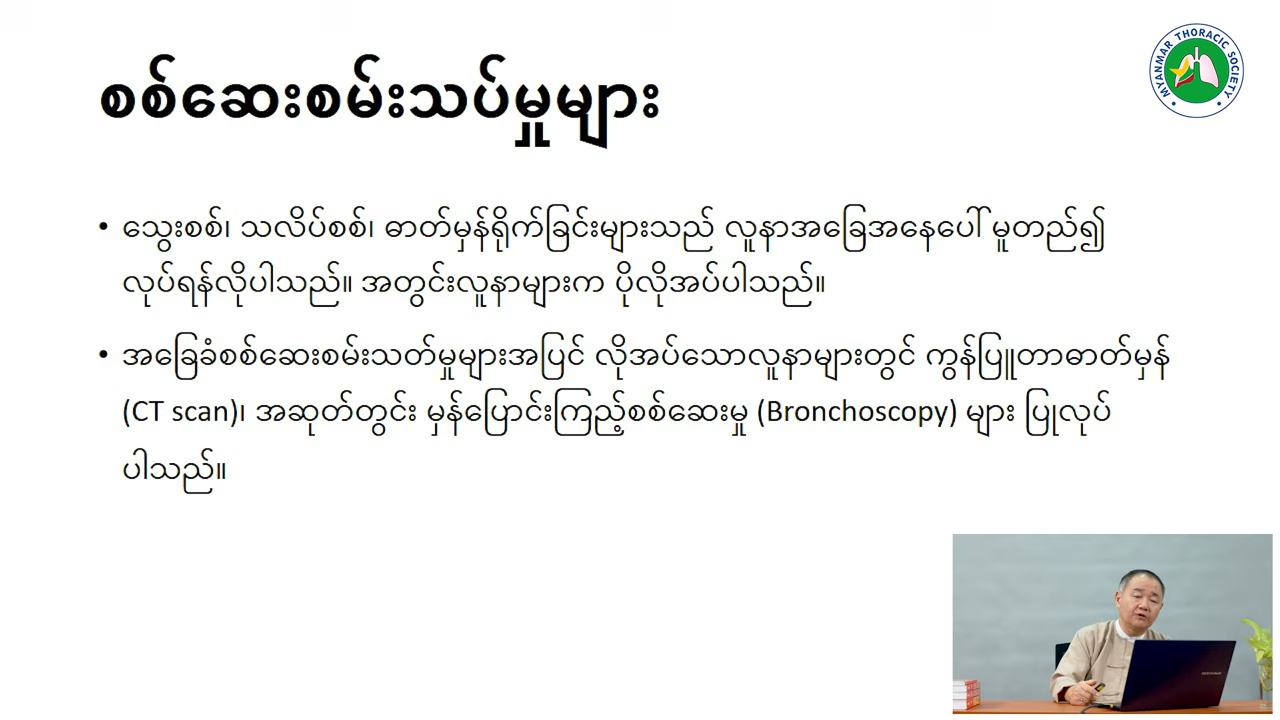 စစ်ဆေးစမ်းသပ်မှုများ
MYANMAR THORACIC SOCIETY
• သွေးစစ်၊ သလိပ်စစ်၊ ဓာတ်မှန်ရိုက်ခြင်းများသည် လူနာအခြေအနေပေါ် မူတည်၍
လုပ်ရန်လိုပါသည်။ အတွင်းလူနာများက ပိုလိုအပ်ပါသည်။
• အခြေခံစစ်ဆေးစမ်းသတ်မှုများအပြင် လိုအပ်သောလူနာများတွင် ကွန်ပြူတာဓာတ်မှန်
(CT scan)၊ အဆုတ်တွင်း မှန်ပြောင်းကြည့်စစ်ဆေးမှု (Bronchoscopy) များ ပြုလုပ်
ပါသည်။